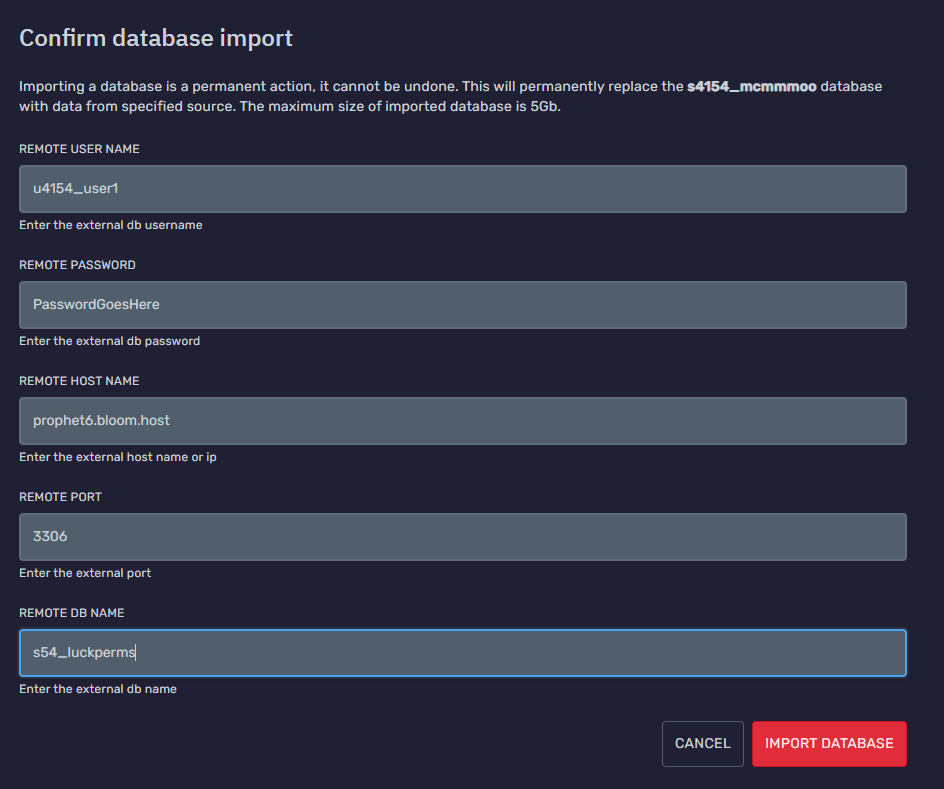 Confirm database import
Importing a database is a permanent action, it cannot be undone. This will permanently replace the s4154_mcmmmoo database
with data from specified source. The maximum size of imported database is 5Gb.
REMOTE USER NAME
u4154_user1
Enter the external db username
REMOTE PASSWORD
PasswordGoesHere
Enter the external db password
REMOTE HOST NAME
prophet6.bloom.host
Enter the external host name or ip
REMOTE PORT
3306
Enter the external port
REMOTE DB NAME
s54_luckperms
Enter the external db name
CANCEL IMPORT DATABASE